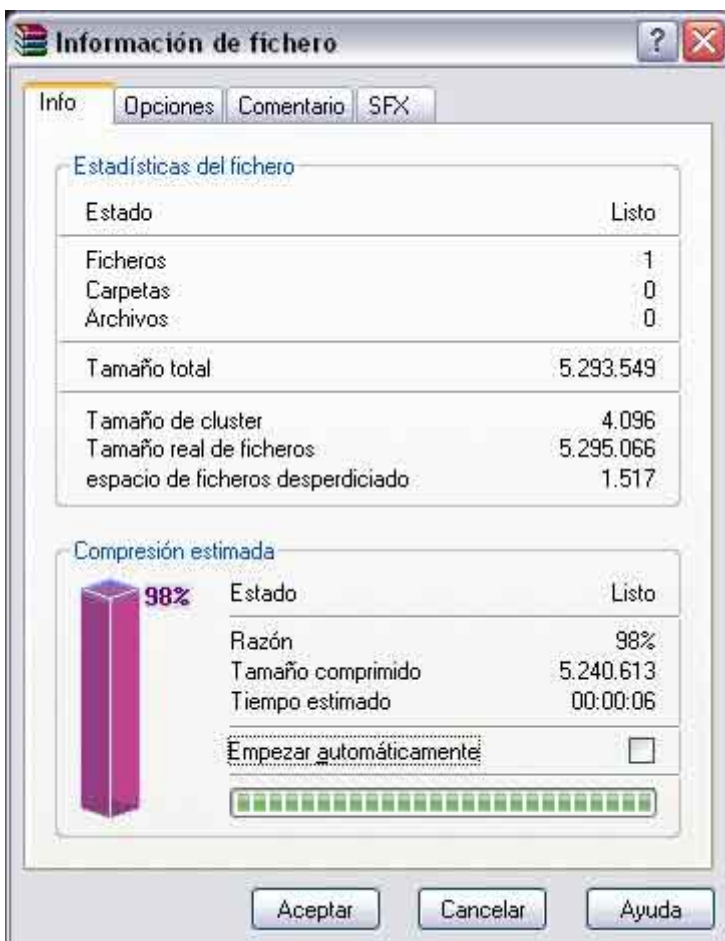 Información de fichero
Info Opciones Comentario SFX
Estadísticas del fichero
Estado Listo
Ficheros 1
Carpetas 0
Archivos 0
Tamaño total 5.293.549
Tamaño de cluster 4.096
Tamaño real de ficheros 5.295.066
espacio de ficheros desperdiciado 1.517
Compresión estimada
98%
Estado Listo
Razón 98%
Tamaño comprimido 5.240.613
Tiempo estimado 00:00:06
Empezar automáticamente
Aceptar Cancelar Ayuda